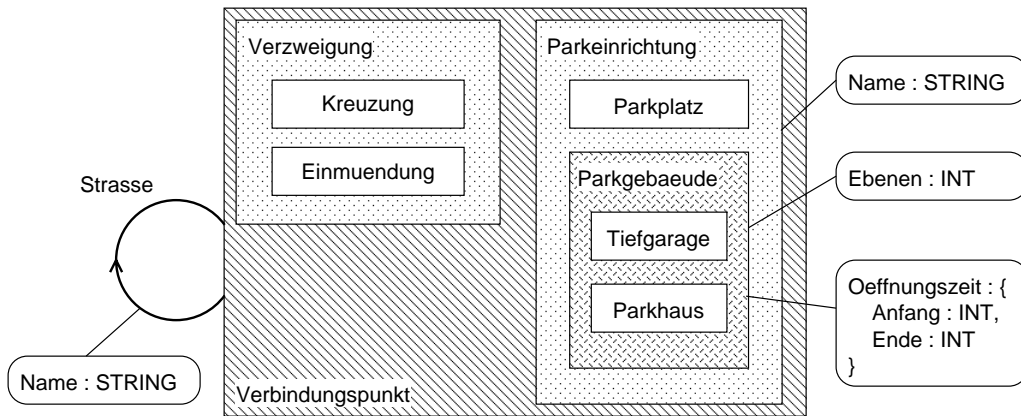 Verzweigung
Kreuzung
Einmuendung
Parkeinrichtung
Parkplatz
Parkgebaeude
Tiefgarage
Parkhaus
Name : STRING
Ebenen : INT
Oeffnungszeit : {
Anfang : INT,
Ende : INT
}
Strasse
Name : STRING
Verbindungspunkt